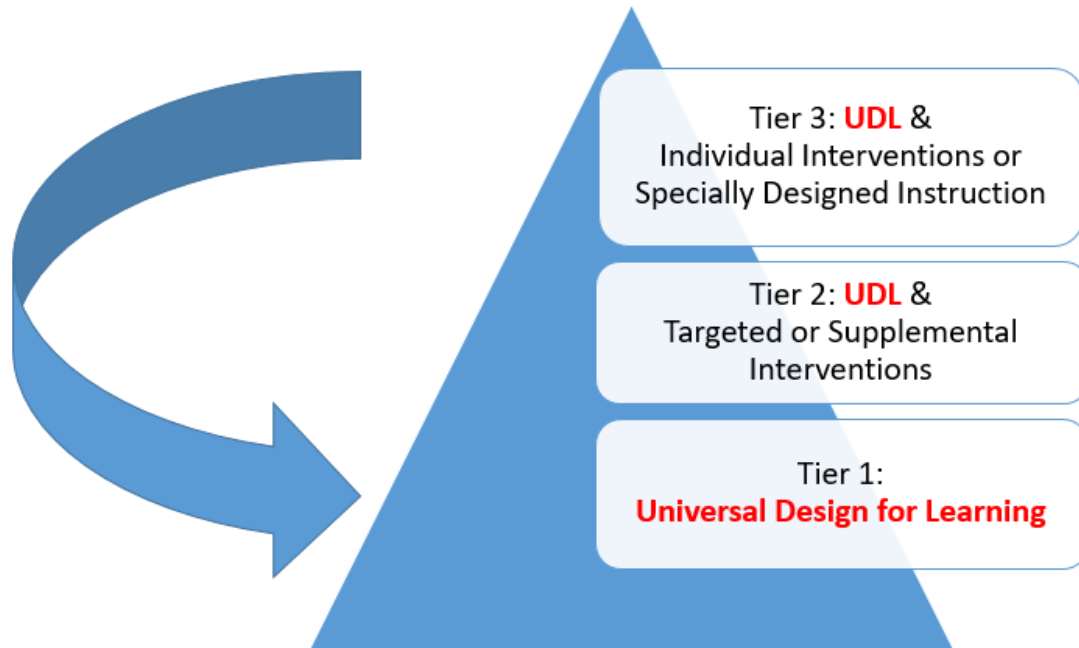 Tier 3: UDL &
Individual Interventions or
Specially Designed Instruction
Tier 2: UDL &
Targeted or Supplemental
Interventions
Tier 1:
Universal Design for Learning